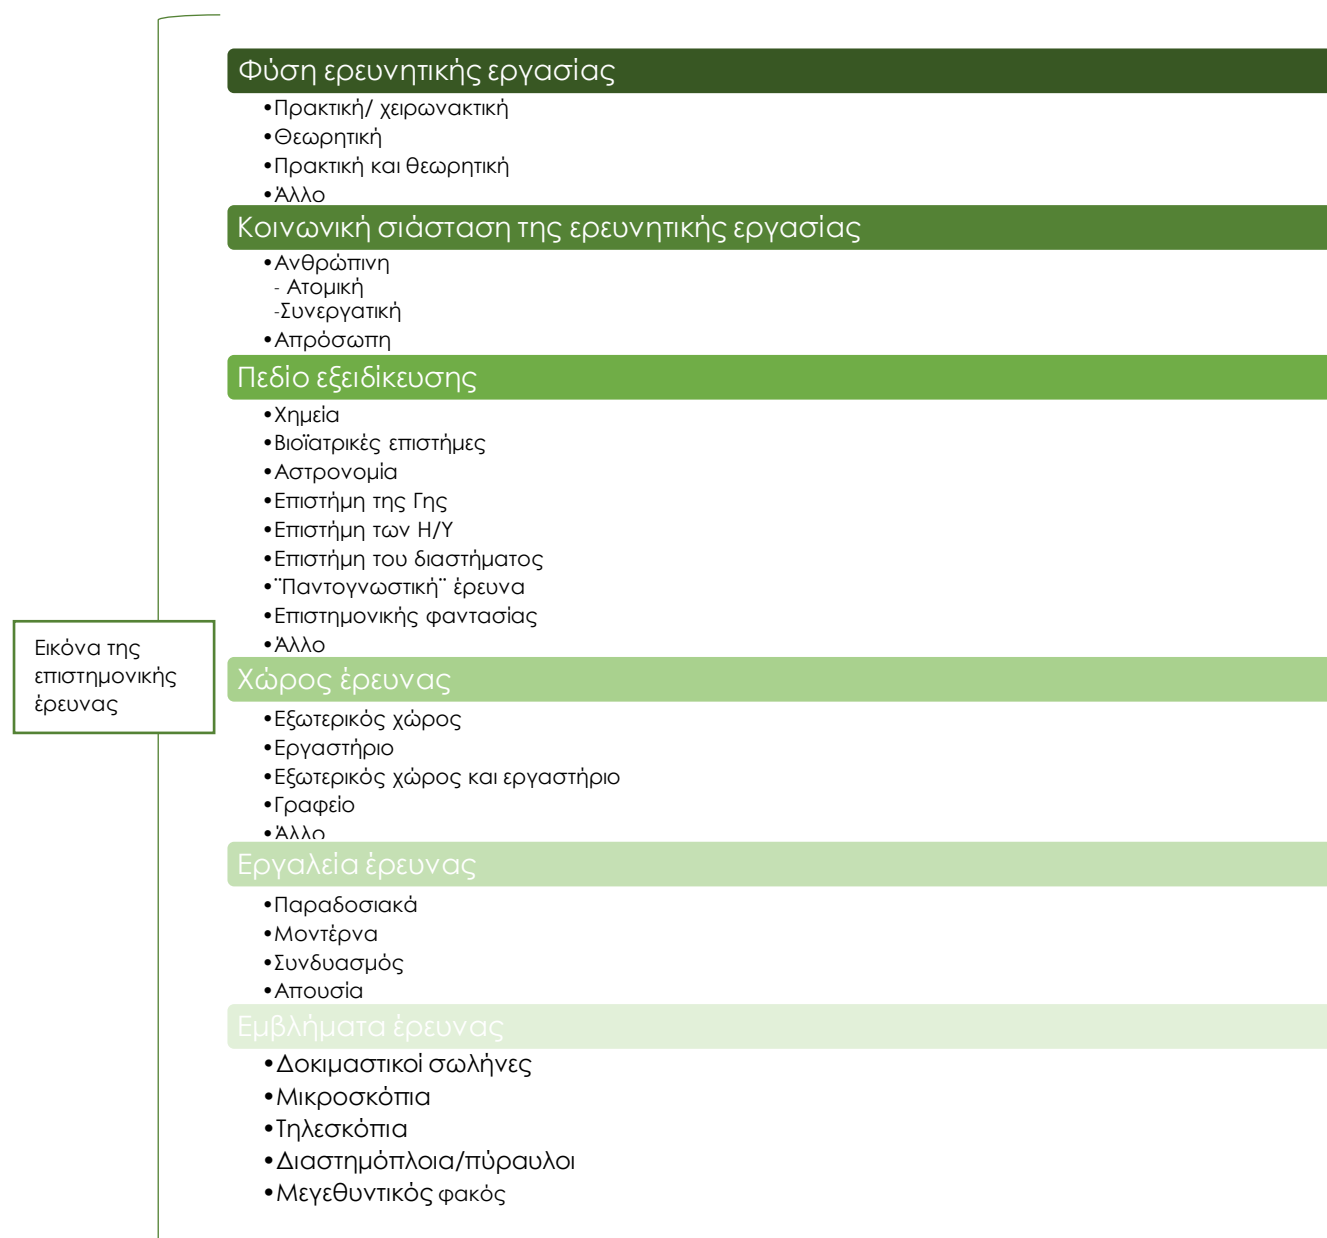 Φύση ερευνητικής εργασίας
•Πρακτική/ χειρωνακτική
•Θεωρητική
•Πρακτική και θεωρητική
•Άλλο
Κοινωνική σιάσταση της ερευνητικής εργασίας
•Ανθρώπινη
- Ατομική
-Συνεργατική
•Απρόσωπη
Πεδίο εξειδίκευσης
•Χημεία
•Βιοϊατρικές επιστήμες
•Αστρονομία
•Επιστήμη της Γης
•Επιστήμη των Η/Υ
•Επιστήμη του διαστήματος
•¨Παντογνωστική¨ έρευνα
•Επιστημονικής φαντασίας
•Άλλο
Εικόνα της
επιστημονικής
έρευνας
Χώρος έρευνας
•Εξωτερικός χώρος
•Εργαστήριο
•Εξωτερικός χώρος και εργαστήριο
•Γραφείο
•Άλλο
Εργαλεία έρευνας
•Παραδοσιακά
•Μοντέρνα
•Συνδυασμός
•Απουσία
Εμβλήματα έρευνας
•Δοκιμαστικοί σωλήνες
•Μικροσκόπια
•Τηλεσκόπια
•Διαστημόπλοια/πύραυλοι
•Μεγεθυντικός φακός